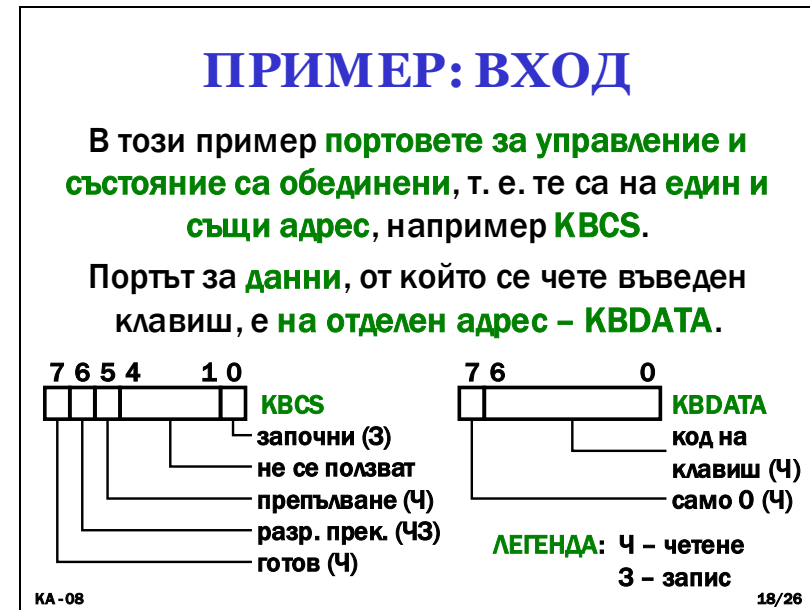 ПРИМЕР: ВХОД
В този пример портовете за управление и
състояние са обединени, т. е. те са на един и
същи адрес, например KBCS.
Портът за данни, от който се чете въведен
клавиш, е на отделен адрес – KBDATA.
7 6 5 4 1 0
KBCS
започни (З)
не се ползват
препълване (Ч)
разр. прек. (ЧЗ)
готов (Ч)
7 6 0
KBDATA
код на
клавиш (Ч)
само 0 (Ч)
ЛЕГЕНДА: Ч – четене
З – запис
КА-08
18/26